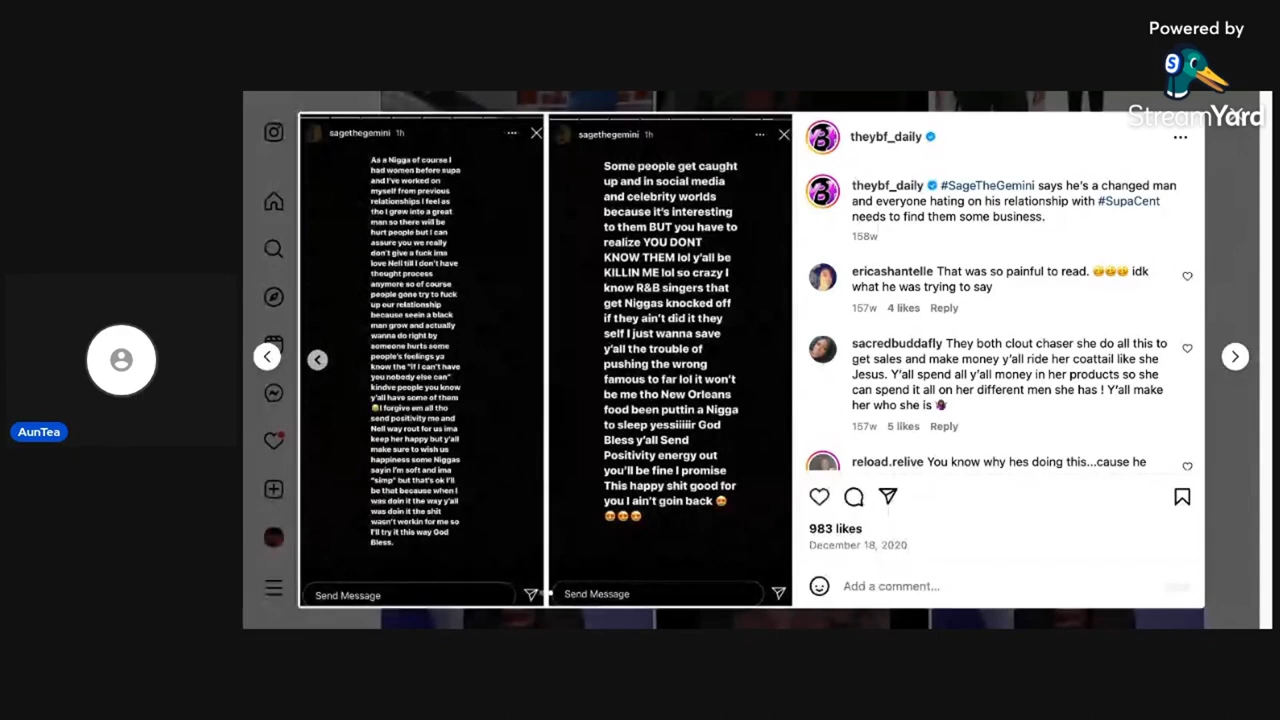 Powered by
StreamYard
AunTea
sagethegemini 1h
As a Nigga of course I
had women before supa
and I've worked on
myself from previous
relationships I feel as
tho I grew into a great
man so there will be
hurt people but I can
assure you we really
don't give a fuck ima
love Nell till I don't have
thought process
anymore so of course
people gone try to fuck
up our relationship
because seein a black
man grow and actually
wanna do right by
someone hurts some
people's feelings ya
know the "if I can't have
you nobody else can"
kindve people you know
y'all have some of them
😂I forgive em all tho
send positivity me and
Nell way rout for us ima
keep her happy but y'all
make sure to wish us
happiness some Niggas
sayin I'm soft and ima
"simp" but that's ok I'll
be that because when I
was doin it the way y'all
was doin it the shit
wasn't workin for me so
I'll try it this way God
Bless.
Send Message
sagethegemini 1h
Some people get caught
up and in social media
and celebrity worlds
because it's interesting
to them BUT you have to
realize YOU DONT
KNOW THEM lol y'all be
KILLIN ME lol so crazy I
know R&B singers that
get Niggas knocked off
if they ain't did it they
self I just wanna save
y'all the trouble of
pushing the wrong
famous to far lol it won't
be me tho New Orleans
food been puttin a Nigga
to sleep yessiiiiir God
Bless y'all Send
Positivity energy out
you'll be fine I promise
This happy shit good for
you I ain't goin back 😍
😍😍😍
Send Message
theybf_daily
theybf_daily #SageTheGemini says he's a changed man
and everyone hating on his relationship with #SupaCent
needs to find them some business.
158w
ericashantelle That was so painful to read. 🥴🥴🥴 idk
what he was trying to say
157w 4 likes Reply
sacredbuddafly They both clout chaser she do all this to
get sales and make money y'all ride her coattail like she
Jesus. Y'all spend all y'all money in her products so she
can spend it all on her different men she has ! Y'all make
her who she is 🤷🏿‍♀️
157w 5 likes Reply
reload.relive You know why hes doing this...cause he
983 likes
December 18, 2020
Add a comment...